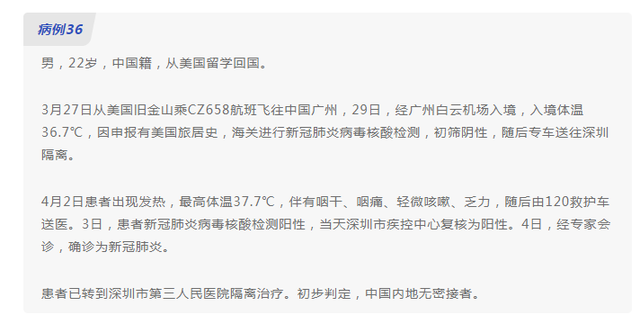 病例36
男，22岁，中国籍，从美国留学回国。
3月27日从美国旧金山乘CZ658航班飞往中国广州，29日，经广州白云机场入境，入境体温
36.7℃，因申报有美国旅居史，海关进行新冠肺炎病毒核酸检测，初筛阴性，随后专车送往深圳
隔离。
4月2日患者出现发热，最高体温37.7℃，伴有咽干、咽痛、轻微咳嗽、乏力，随后由120救护车
送医。3日，患者新冠肺炎病毒核酸检测阳性，当天深圳市疾控中心复核为阳性。4日，经专家会
诊，确诊为新冠肺炎。
患者已转到深圳市第三人民医院隔离治疗。初步判定，中国内地无密接者。